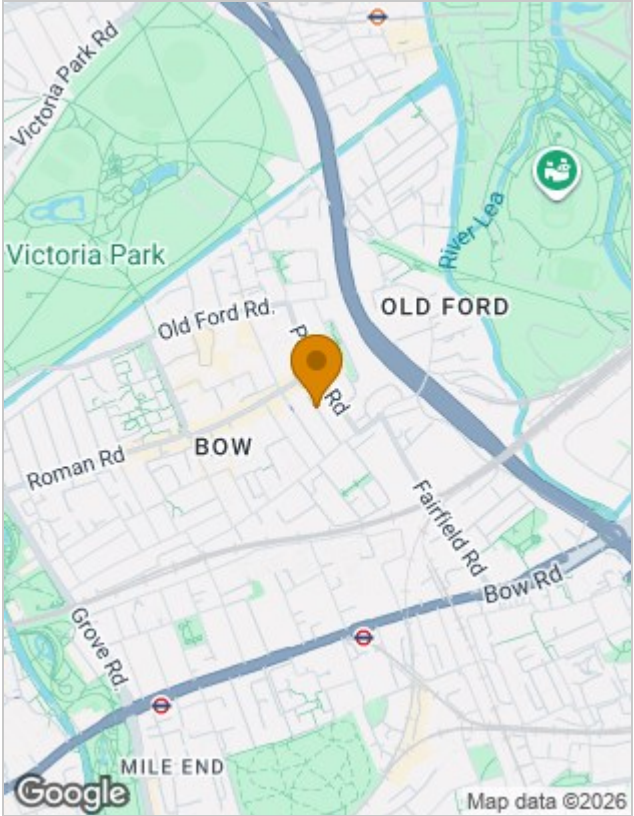 Victoria Park Rd
River Lea
Victoria Park
OLD FORD
Old Ford Rd.
Rd
BOW
Roman Rd
Fairfield Rd
Bow Rd
Grove Rd.
MILE END
Google
Map data ©2026